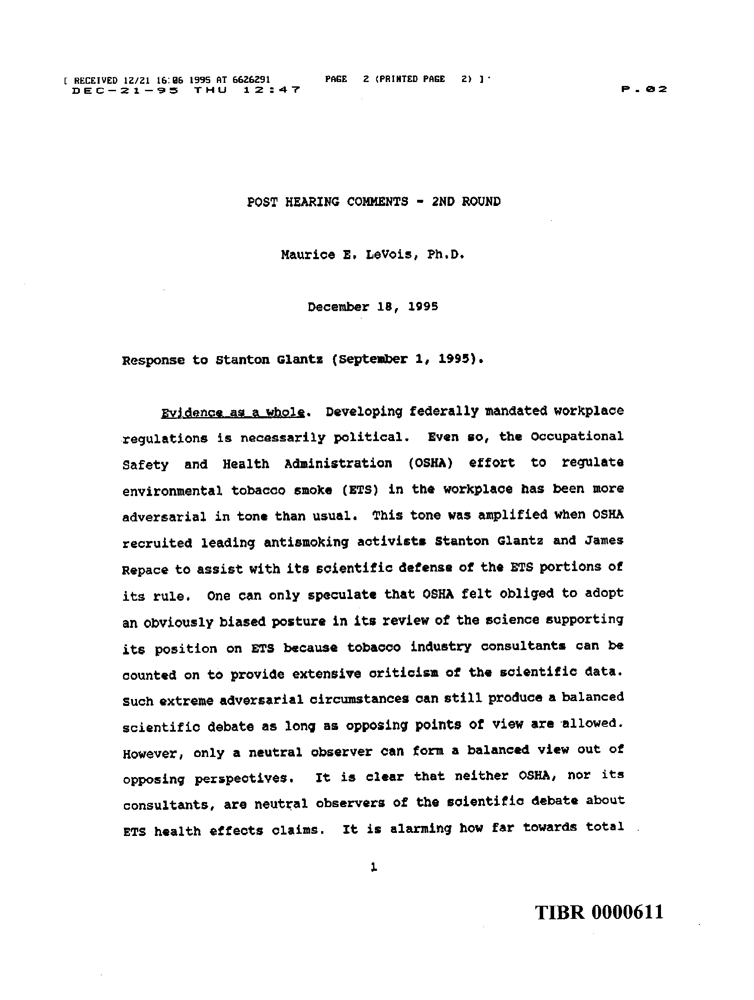 [ RECEIVED 12/21 16:06 1995 AT 6626291 PAGE 2 (PRINTED PAGE 2) ]
DEC-21-95 THU 12:47 P.02
POST HEARING COMMENTS - 2ND ROUND
Maurice E. LeVois, Ph.D.
December 18, 1995
Response to Stanton Glantz (September 1, 1995).
Evidence as a whole. Developing federally mandated workplace
regulations is necessarily political. Even so, the Occupational
Safety and Health Administration (OSHA) effort to regulate
environmental tobacco smoke (ETS) in the workplace has been more
adversarial in tone than usual. This tone was amplified when OSHA
recruited leading antismoking activists Stanton Glantz and James
Repace to assist with its scientific defense of the ETS portions of
its rule. One can only speculate that OSHA felt obliged to adopt
an obviously biased posture in its review of the science supporting
its position on ETS because tobacco industry consultants can be
counted on to provide extensive criticism of the scientific data.
Such extreme adversarial circumstances can still produce a balanced
scientific debate as long as opposing points of view are allowed.
However, only a neutral observer can form a balanced view out of
opposing perspectives. It is clear that neither OSHA, nor its
consultants, are neutral observers of the scientific debate about
ETS health effects claims. It is alarming how far towards total
1
TIBR 0000611